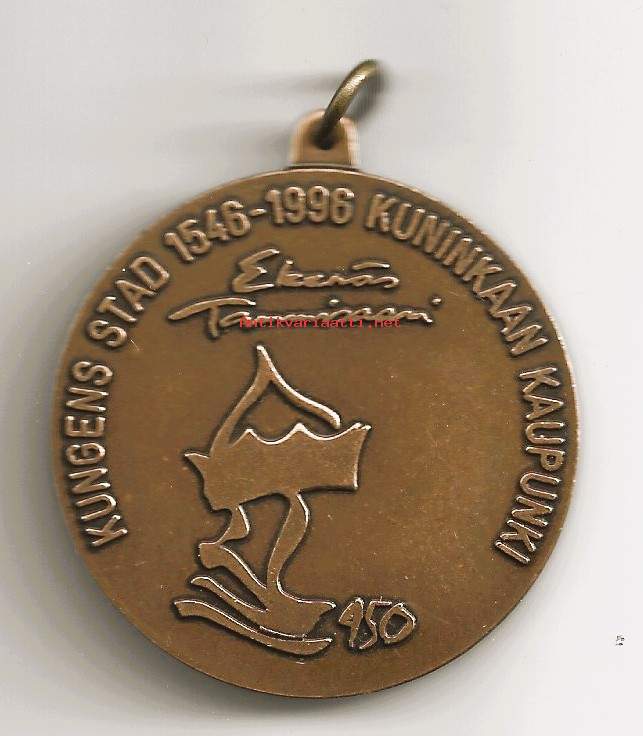 KUNGENS STAD 1546-1996 KUNINKAAN KAUPUNKI
Ekenäs
Tammisaari
Antikvariaatti.net
450